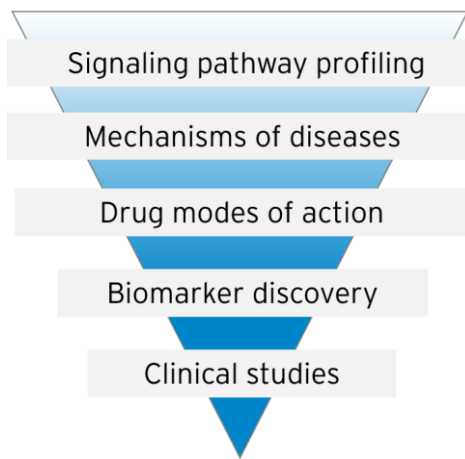 Signaling pathway profiling
Mechanisms of diseases
Drug modes of action
Biomarker discovery
Clinical studies